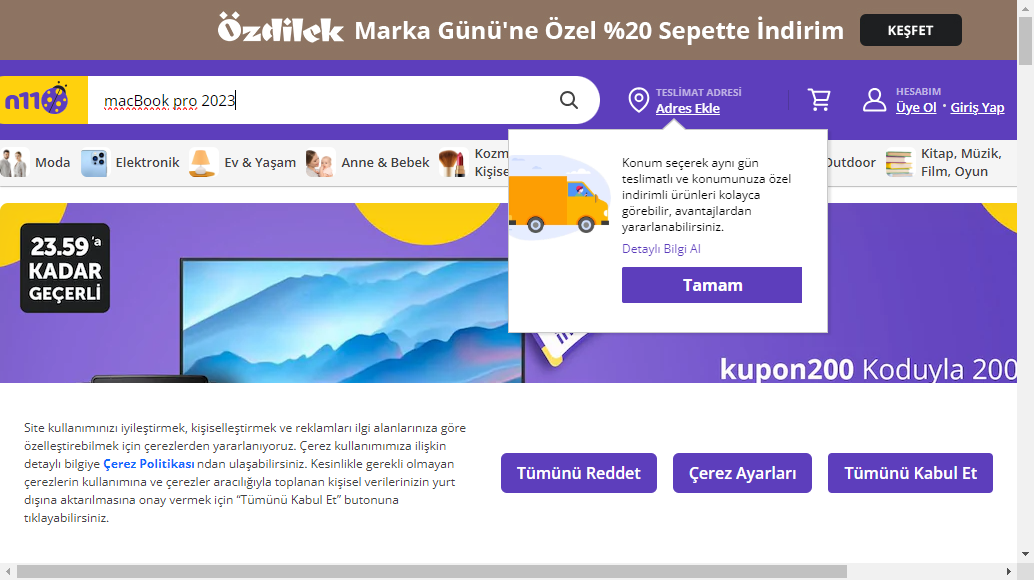 Özdilek Marka Günü'ne Özel %20 Sepette İndirim KEŞFET
n11
macBook pro 2023
TESLİMAT ADRESİ
Adres Ekle
HESABIM
Üye Ol · Giriş Yap
Moda
Elektronik
Ev & Yaşam
Anne & Bebek
Kozm
Kişise
Outdoor
Kitap, Müzik,
Film, Oyun
Konum seçerek aynı gün
teslimatlı ve konumunuza özel
indirimli ürünleri kolayca
görebilir, avantajlardan
yararlanabilirsiniz.
Detaylı Bilgi Al
Tamam
23.59'a
KADAR
GEÇERLİ
kupon200 Koduyla 200
Site kullanımınızı iyileştirmek, kişiselleştirmek ve reklamları ilgi alanlarınıza göre
özelleştirebilmek için çerezlerden yararlanıyoruz. Çerez kullanımımıza ilişkin
detaylı bilgiye Çerez Politikası ndan ulaşabilirsiniz. Kesinlikle gerekli olmayan
çerezlerin kullanımına ve çerezler aracılığıyla toplanan kişisel verilerinizin yurt
dışına aktarılmasına onay vermek için “Tümünü Kabul Et” butonuna
tıklayabilirsiniz.
Tümünü Reddet
Çerez Ayarları
Tümünü Kabul Et